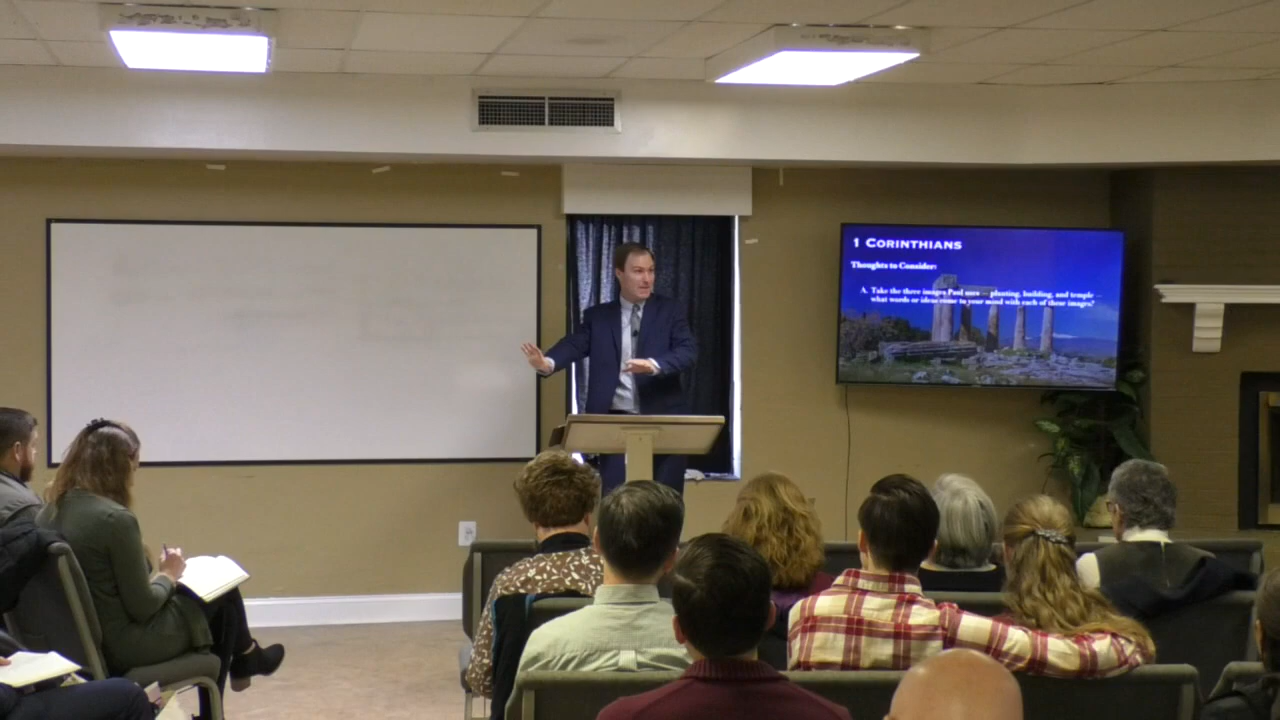 1 Corinthians
Thoughts to Consider:
A. Take the three images Paul uses — planting, building, and temple —
what words or ideas come to your mind with each of these images?